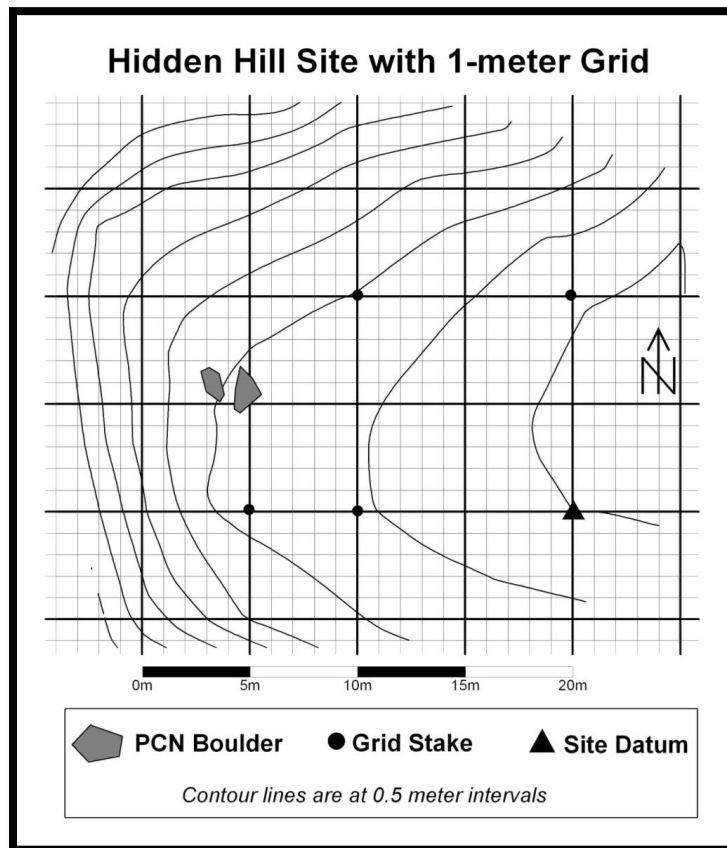 Hidden Hill Site with 1-meter Grid
N
0m 5m 10m 15m 20m
PCN Boulder Grid Stake Site Datum
Contour lines are at 0.5 meter intervals